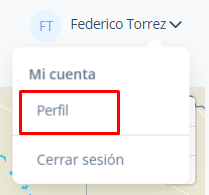 FT Federico Torrez
Mi cuenta
Perfil
Cerrar sesión